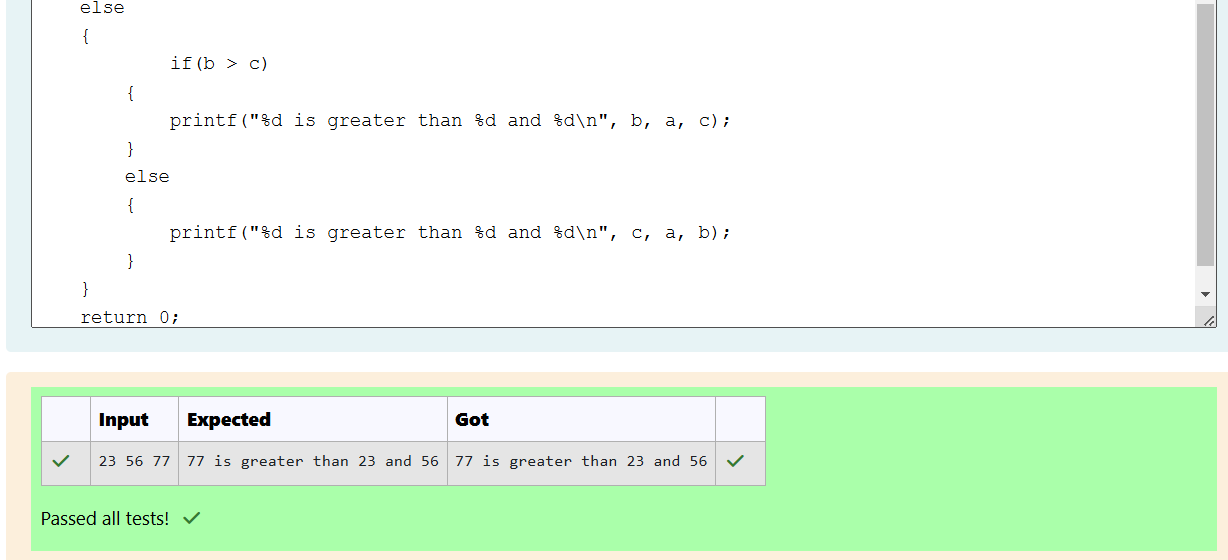 else
{
if(b > c)
{
printf("%d is greater than %d and %d\n", b, a, c);
}
else
{
printf("%d is greater than %d and %d\n", c, a, b);
}
}
return 0;
Input Expected Got
23 56 77 77 is greater than 23 and 56 77 is greater than 23 and 56
Passed all tests!